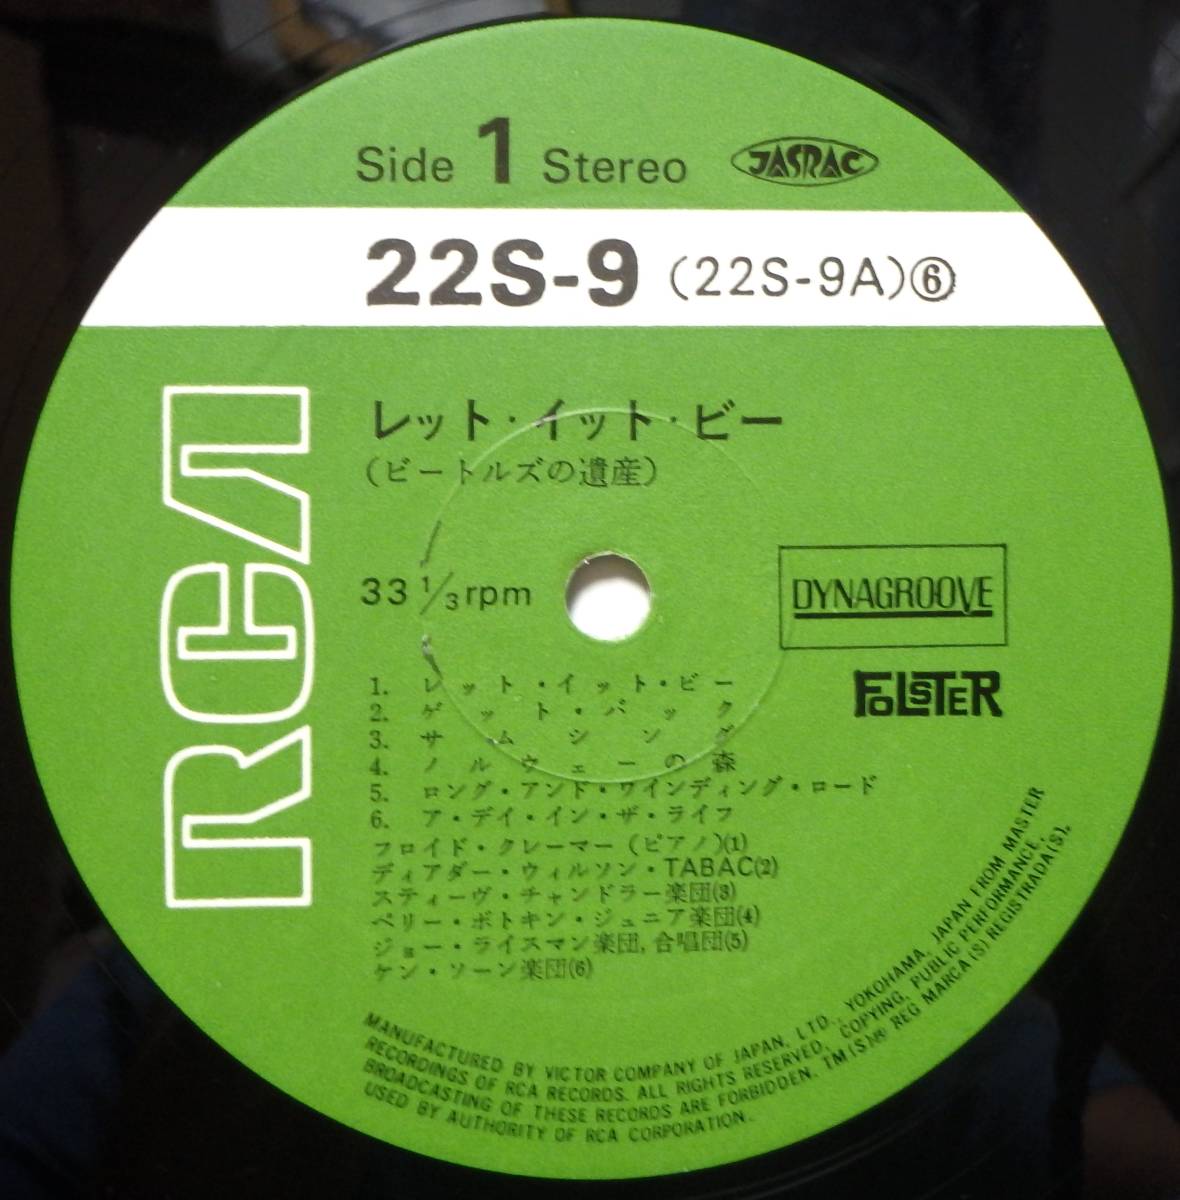 Side 1 Stereo JASRAC
22S-9 (22S-9A)⑥
RCA
レット・イット・ビー
(ビートルズの遺産)
33 1/3 rpm
DYNAGROOVE
FOLSTER
1. レット・イット・ビー
2. ゲット・バック
3. サムシング
4. ノルウェーの森
5. ロング・アンド・ワインディング・ロード
6. ア・デイ・イン・ザ・ライフ
フロイド・クレーマー(ピアノ)(1)
ディアダー・ウィルソン・TABAC(2)
スティーヴ・チャンドラー楽団(3)
ペリー・ボトキン・ジュニア楽団(4)
ジョー・ライスマン楽団,合唱団(5)
ケン・ソーン楽団(6)
MANUFACTURED BY VICTOR COMPANY OF JAPAN, LTD., YOKOHAMA, JAPAN FROM MASTER
RECORDINGS OF RCA RECORDS. ALL RIGHTS RESERVED, COPYING, PUBLIC PERFORMANCE,
BROADCASTING OF THESE RECORDS ARE FORBIDDEN. TM(S)® REG MARCA(S) REGISTRADA(S).
USED BY AUTHORITY OF RCA CORPORATION.